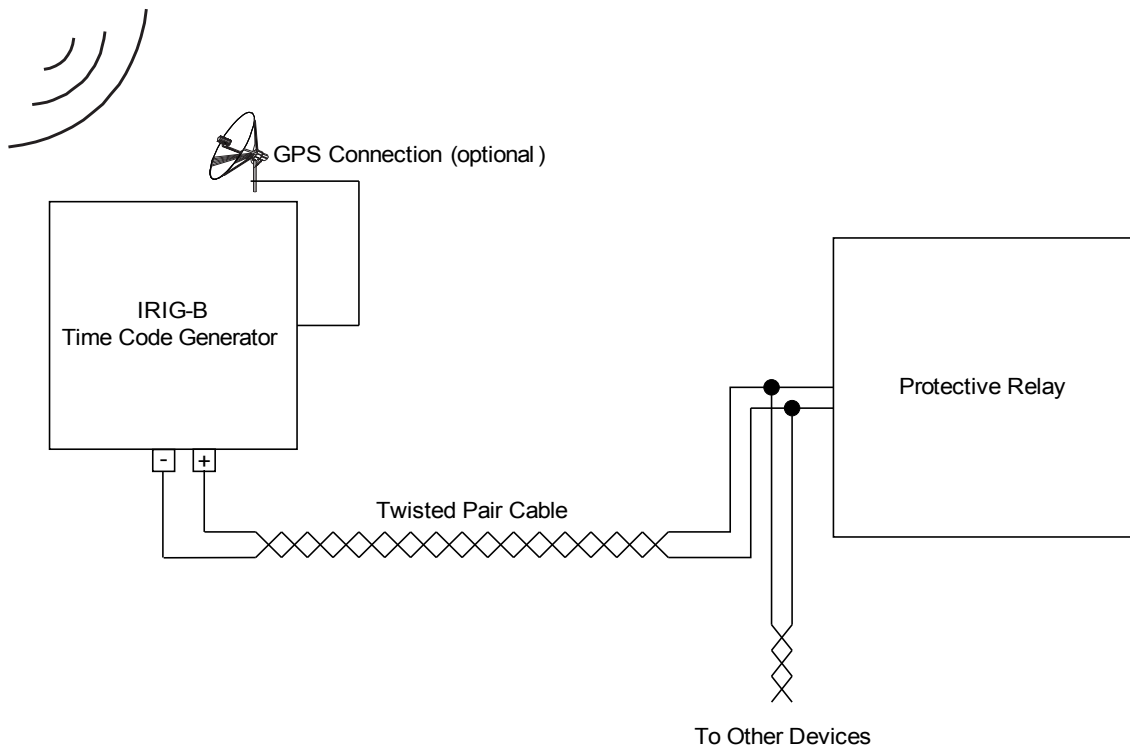 GPS Connection (optional)
IRIG-B
Time Code Generator
- +
Protective Relay
Twisted Pair Cable
To Other Devices